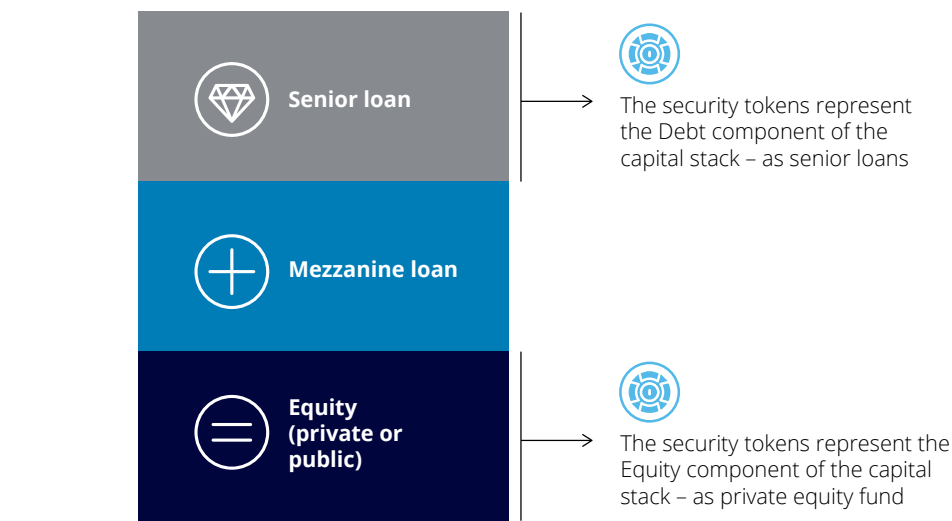 Senior loan
The security tokens represent
the Debt component of the
capital stack – as senior loans
Mezzanine loan
Equity
(private or
public)
The security tokens represent the
Equity component of the capital
stack – as private equity fund